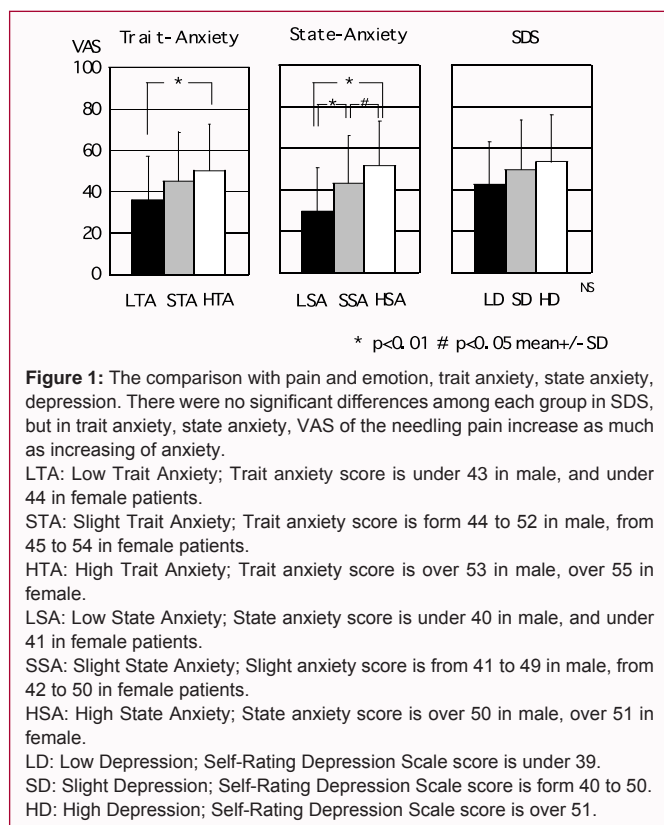 VAS Trait-Anxiety State-Anxiety SDS
100
80
60
40
20
0
*
*
* #
LTA STA HTA LSA SSA HSA LD SD HD NS
* p<0.01 # p<0.05 mean+/-SD
Figure 1: The comparison with pain and emotion, trait anxiety, state anxiety,
depression. There were no significant differences among each group in SDS,
but in trait anxiety, state anxiety, VAS of the needling pain increase as much
as increasing of anxiety.
LTA: Low Trait Anxiety; Trait anxiety score is under 43 in male, and under
44 in female patients.
STA: Slight Trait Anxiety; Trait anxiety score is form 44 to 52 in male, from
45 to 54 in female patients.
HTA: High Trait Anxiety; Trait anxiety score is over 53 in male, over 55 in
female.
LSA: Low State Anxiety; State anxiety score is under 40 in male, and under
41 in female patients.
SSA: Slight State Anxiety; Slight anxiety score is from 41 to 49 in male, from
42 to 50 in female patients.
HSA: High State Anxiety; State anxiety score is over 50 in male, over 51 in
female.
LD: Low Depression; Self-Rating Depression Scale score is under 39.
SD: Slight Depression; Self-Rating Depression Scale score is form 40 to 50.
HD: High Depression; Self-Rating Depression Scale score is over 51.